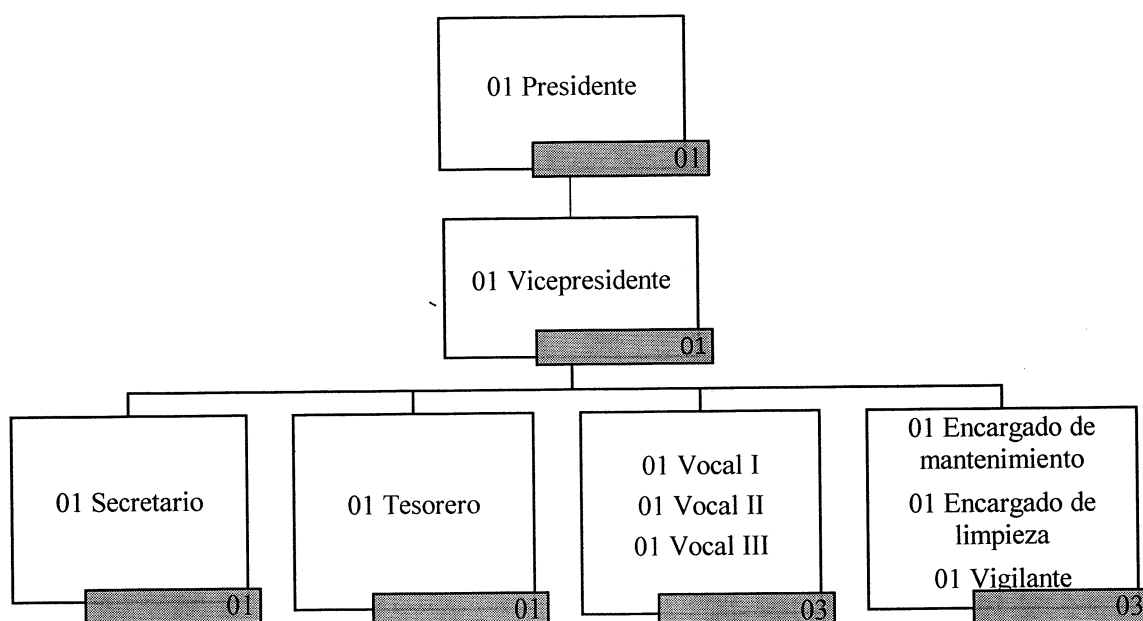 01 Presidente
01
01 Vicepresidente
01
01 Secretario
01
01 Tesorero
01
01 Vocal I
01 Vocal II
01 Vocal III
03
01 Encargado de
mantenimiento
01 Encargado de
limpieza
01 Vigilante
03